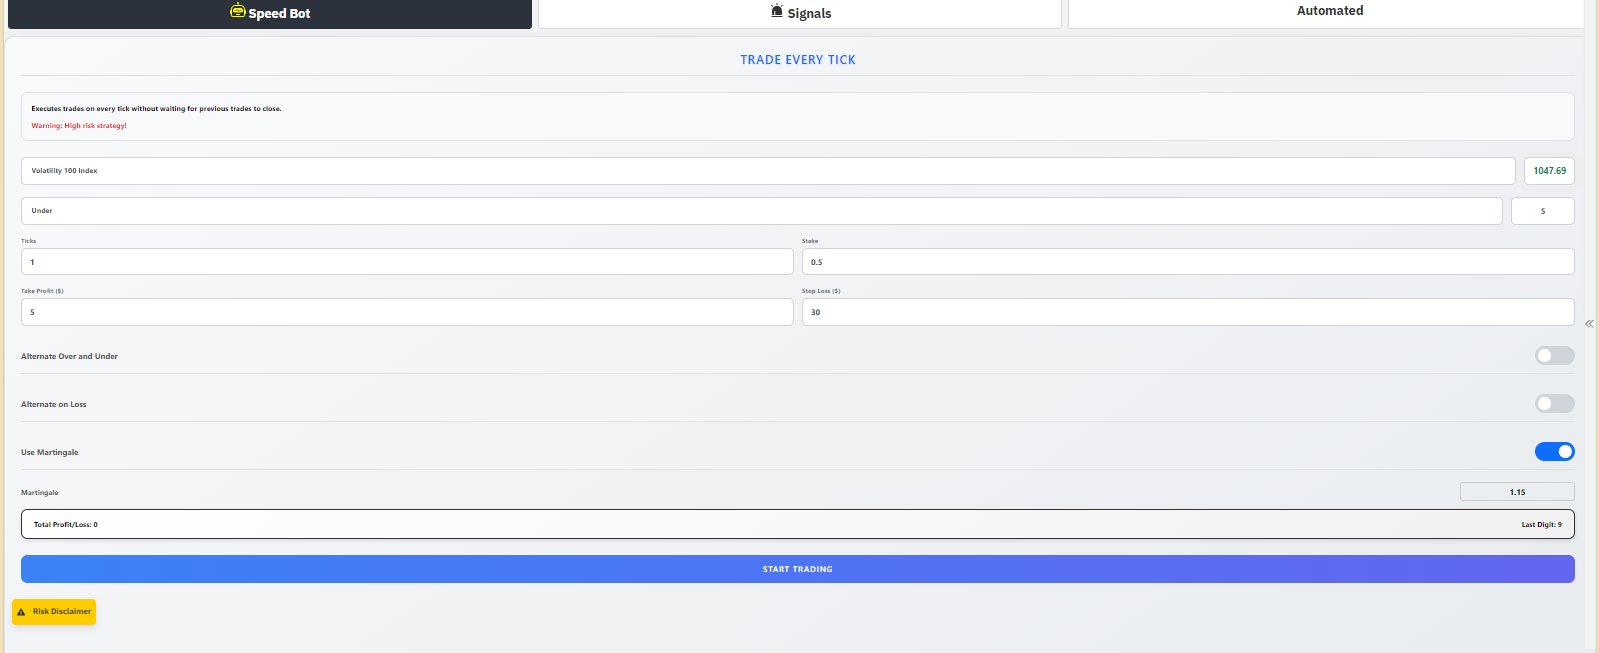 Speed Bot
Signals
Automated
TRADE EVERY TICK
Executes trades on every tick without waiting for previous trades to close.
Warning: High risk strategy!
Volatility 100 Index
1047.69
Under
5
Ticks
Stake
1
0.5
Take Profit ($)
Stop Loss ($)
5
30
Alternate Over and Under
Alternate on Loss
Use Martingale
Martingale
1.15
Total Profit/Loss: 0
Last Digit: 9
START TRADING
Risk Disclaimer